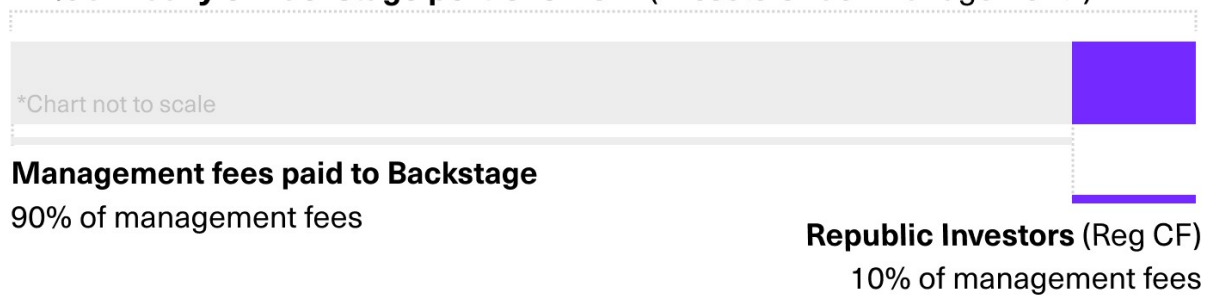 *Chart not to scale
Management fees paid to Backstage
90% of management fees
Republic Investors (Reg CF)
10% of management fees